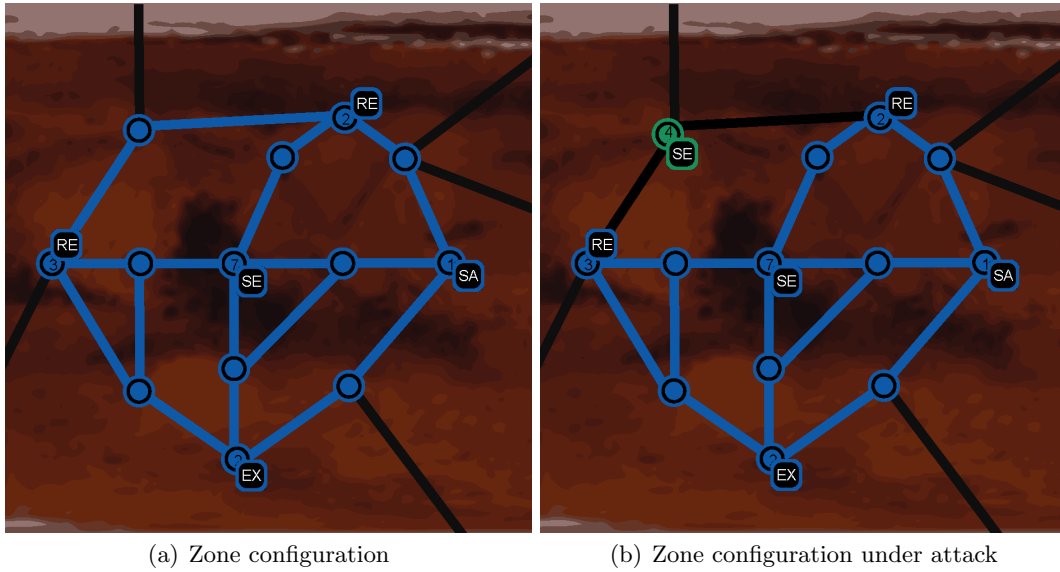 2 RE
RE
3
7
SE
1
SA
2
EX
2 RE
4
SE
RE
3
7
SE
1
SA
2
EX
(a) Zone configuration
(b) Zone configuration under attack